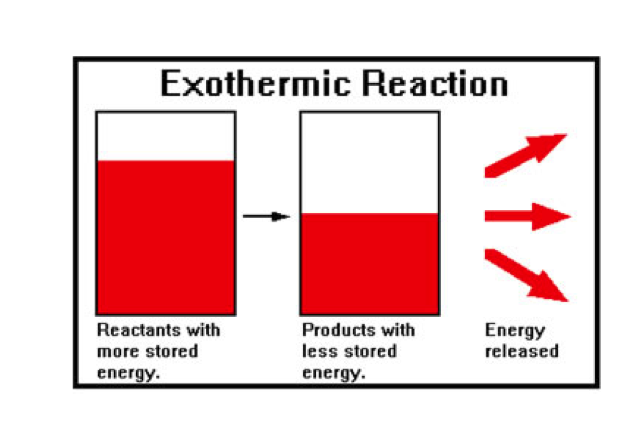 Exothermic Reaction
Reactants with
more stored
energy.
Products with
less stored
energy.
Energy
released